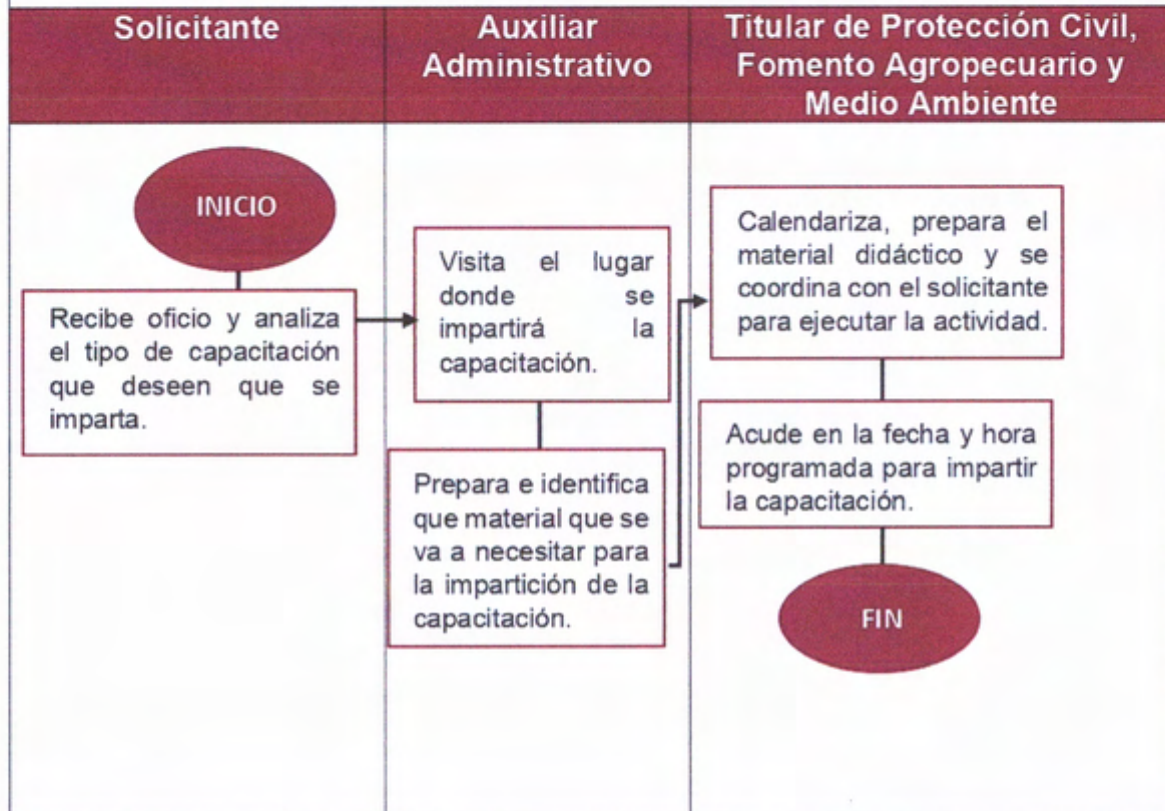 Solicitante
Auxiliar
Administrativo
Titular de Protección Civil,
Fomento Agropecuario y
Medio Ambiente
INICIO
Recibe oficio y analiza
el tipo de capacitación
que deseen que se
imparta.
Visita el lugar
donde se
impartirá la
capacitación.
Prepara e identifica
que material que se
va a necesitar para
la impartición de la
capacitación.
Calendariza, prepara el
material didáctico y se
coordina con el solicitante
para ejecutar la actividad.
Acude en la fecha y hora
programada para impartir
la capacitación.
FIN